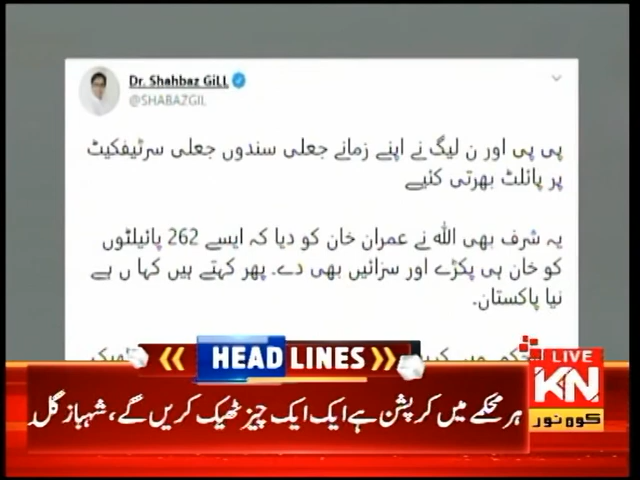 Dr. Shahbaz GiLL
@SHABAZGIL
پی پی اور ن لیگ نے اپنے زمانے جعلی سندوں جعلی سرٹیفکیٹ
پر پائلٹ بھرتی کئیے
یہ شرف بھی اللہ نے عمران خان کو دیا کہ ایسے 262 پائیلٹوں
کو خان ہی پکڑے اور سزائیں بھی دے۔ پھر کہتے ہیں کہا ں ہے
نیا پاکستان۔
HEADLINES
LIVE
KN
کوہ نور
ہر محکمے میں کرپشن ہے ایک ایک چیز ٹھیک کریں گے، شہباز گل